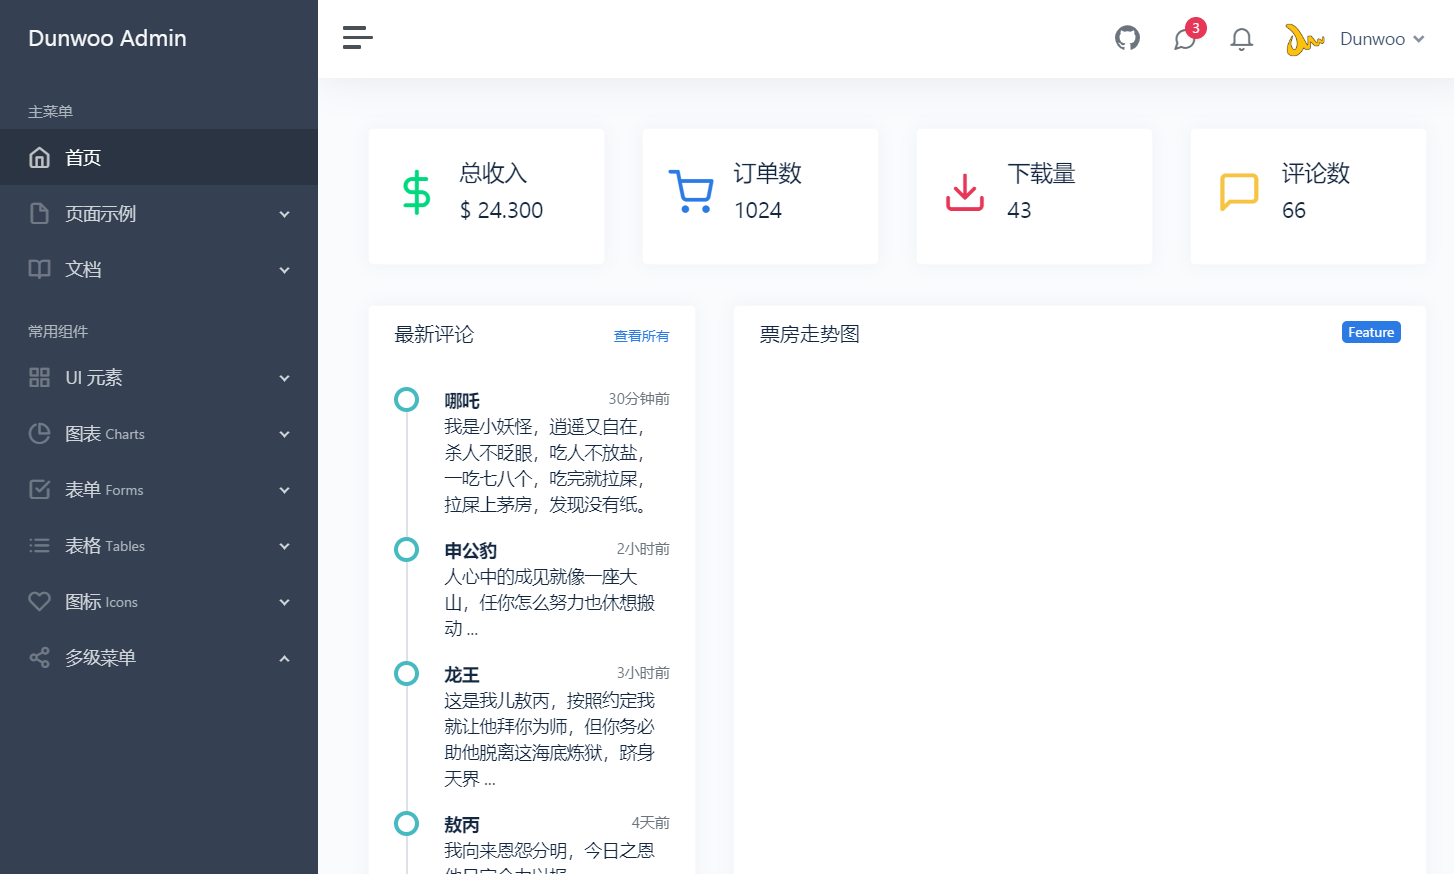 Dunwoo Admin
主菜单
首页
页面示例
文档
常用组件
UI 元素
图表 Charts
表单 Forms
表格 Tables
图标 Icons
多级菜单
3
Dunwoo
总收入
$ 24.300
订单数
1024
下载量
43
评论数
66
最新评论
查看所有
哪吒
30分钟前
我是小妖怪，逍遥又自在，
杀人不眨眼，吃人不放盐，
一吃七八个，吃完就拉屎，
拉屎上茅房，发现没有纸。
申公豹
2小时前
人心中的成见就像一座大
山，任你怎么努力也休想搬
动 ...
龙王
3小时前
这是我儿敖丙，按照约定我
就让他拜你为师，但你务必
助他脱离这海底炼狱，跻身
天界 ...
敖丙
4天前
我向来恩怨分明，今日之恩
票房走势图
Feature